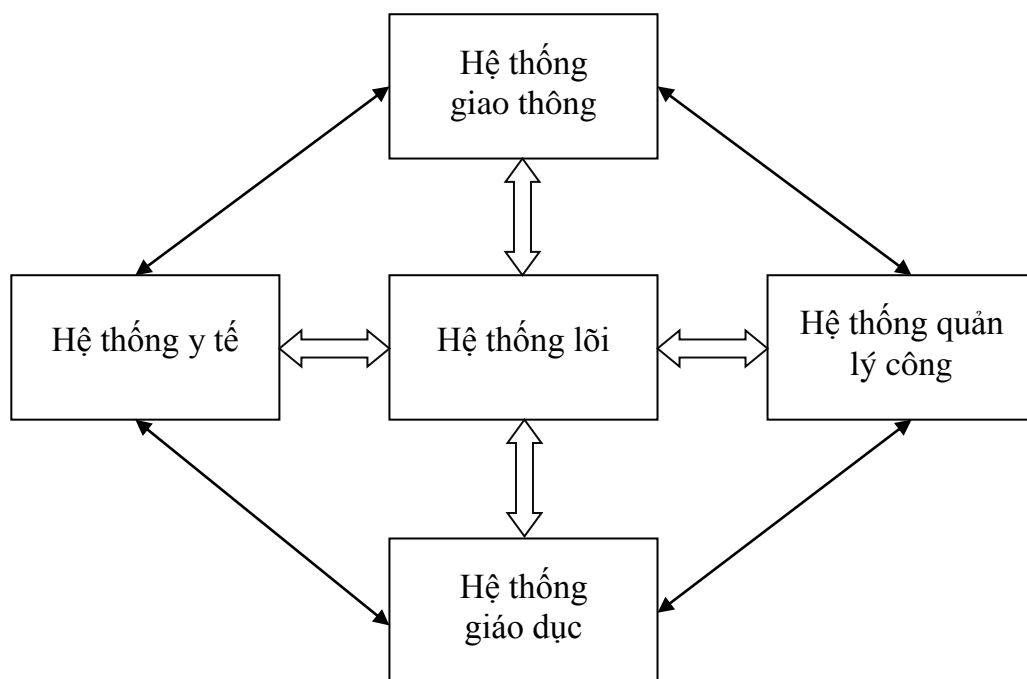 Hệ thống
giao thông
Hệ thống y tế
Hệ thống lõi
Hệ thống quản
lý công
Hệ thống
giáo dục